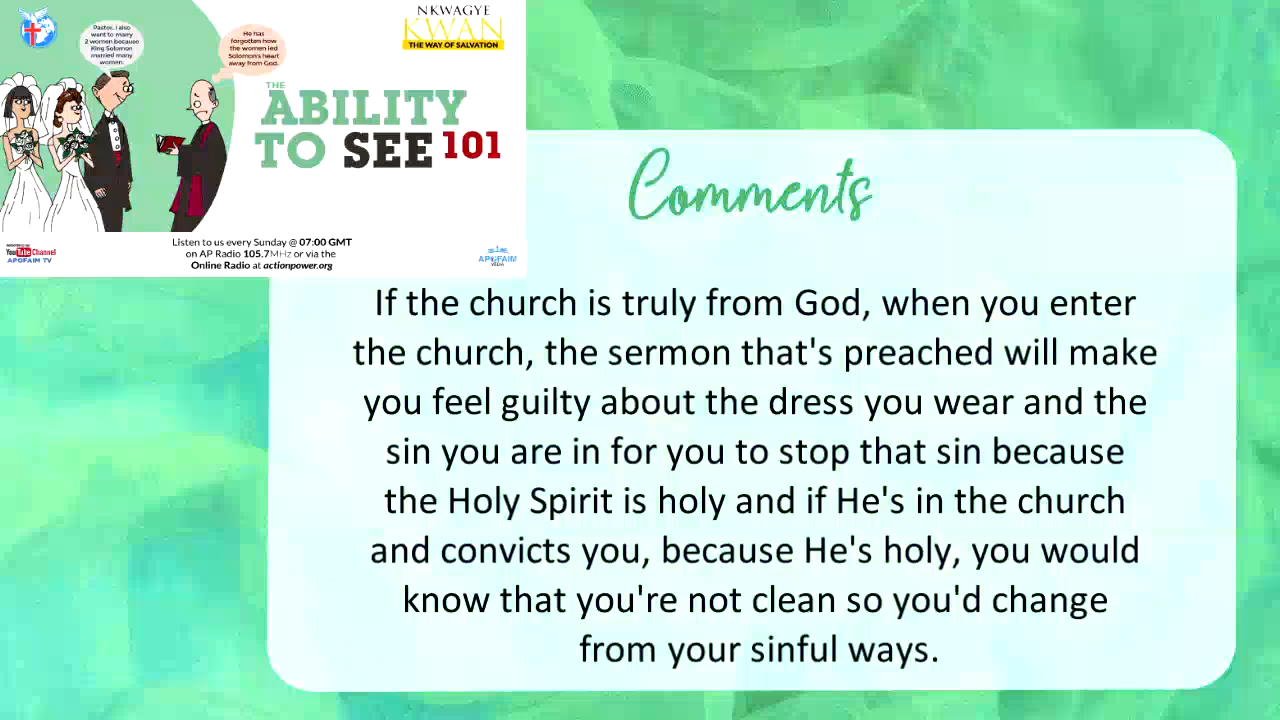 Pastor, I also
want to marry
2 women because
King Solomon
married many
women.
He has
forgotten how
the women led
Solomon's heart
away from God.
NKWAGYE
KWAN
THE WAY OF SALVATION
THE
ABILITY
TO SEE 101
YouTube Channel
APOFAIM TV
Listen to us every Sunday @ 07:00 GMT
on AP Radio 105.7MHz or via the
Online Radio at actionpower.org
APOFAIM
MEDIA
Comments
If the church is truly from God, when you enter
the church, the sermon that's preached will make
you feel guilty about the dress you wear and the
sin you are in for you to stop that sin because
the Holy Spirit is holy and if He's in the church
and convicts you, because He's holy, you would
know that you're not clean so you'd change
from your sinful ways.